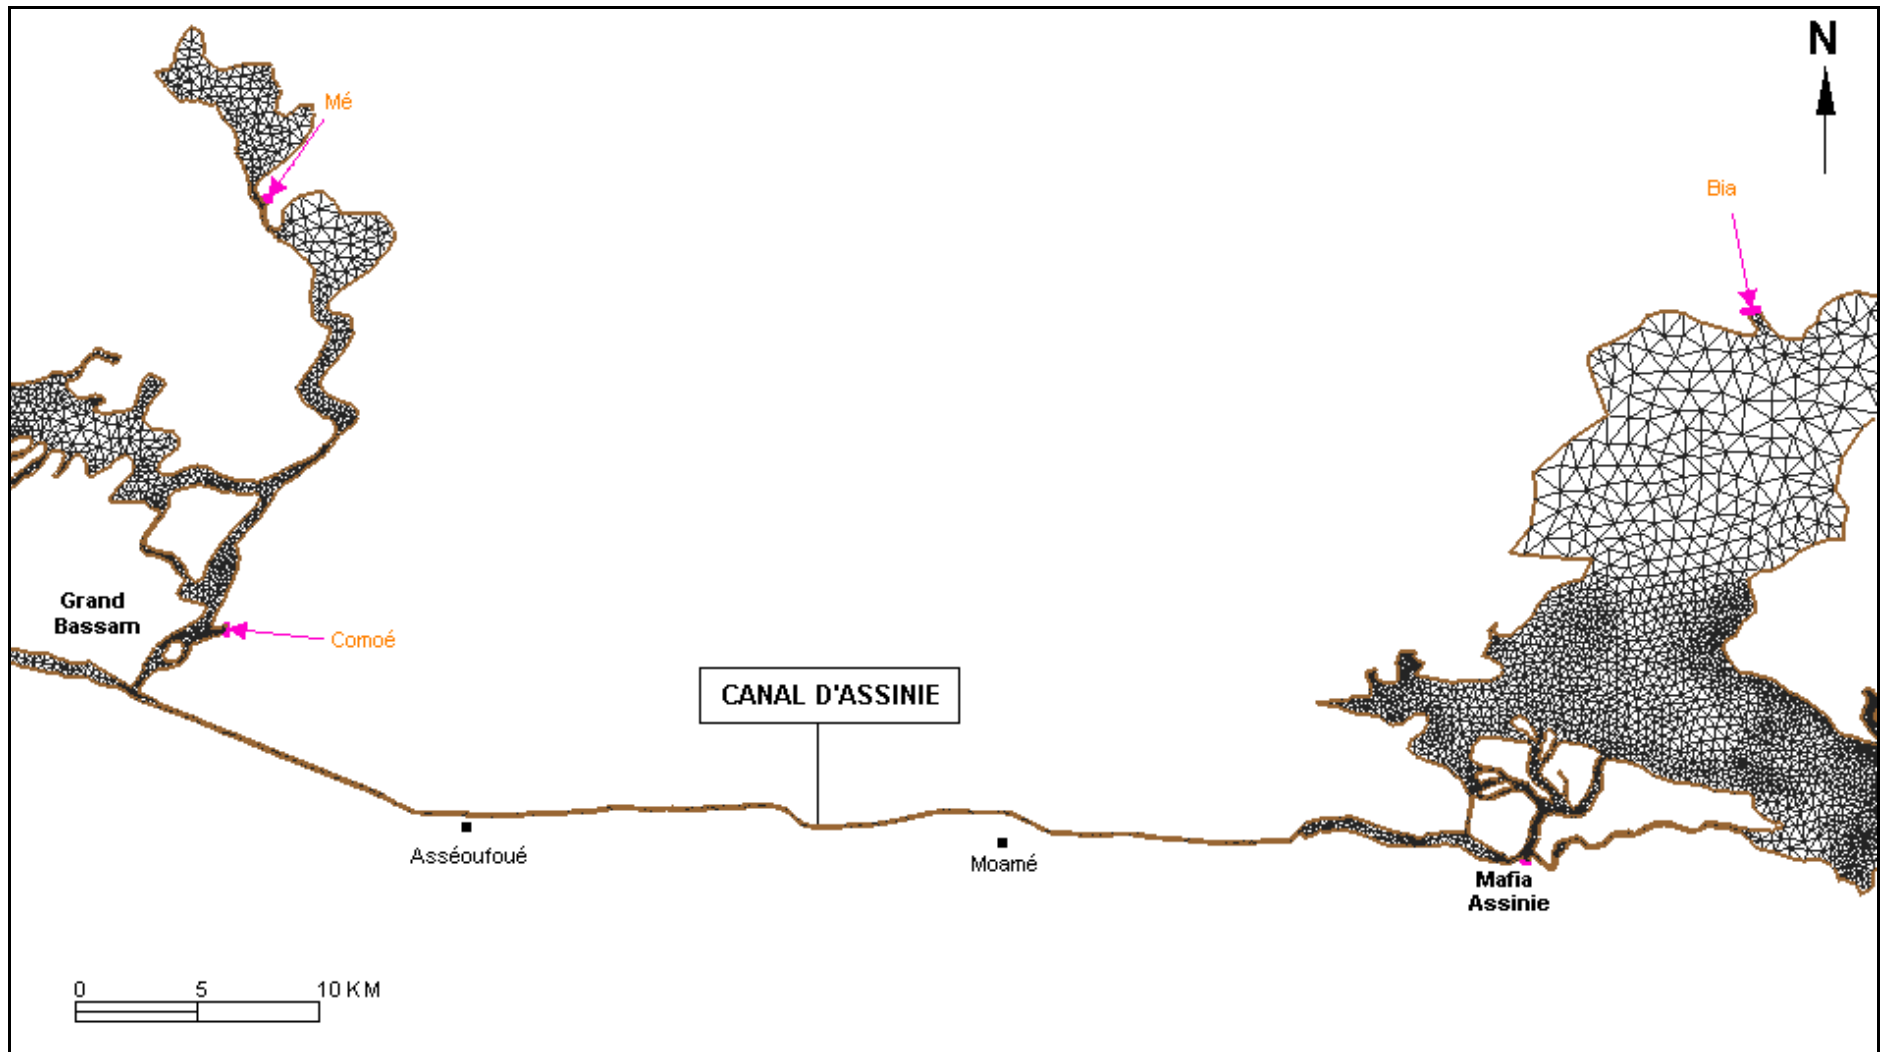 N
Mé
Bia
Grand
Bassam
Comoé
CANAL D'ASSINIE
Asséoufoué
Moamé
Mafia
Assinie
0 5 10 KM